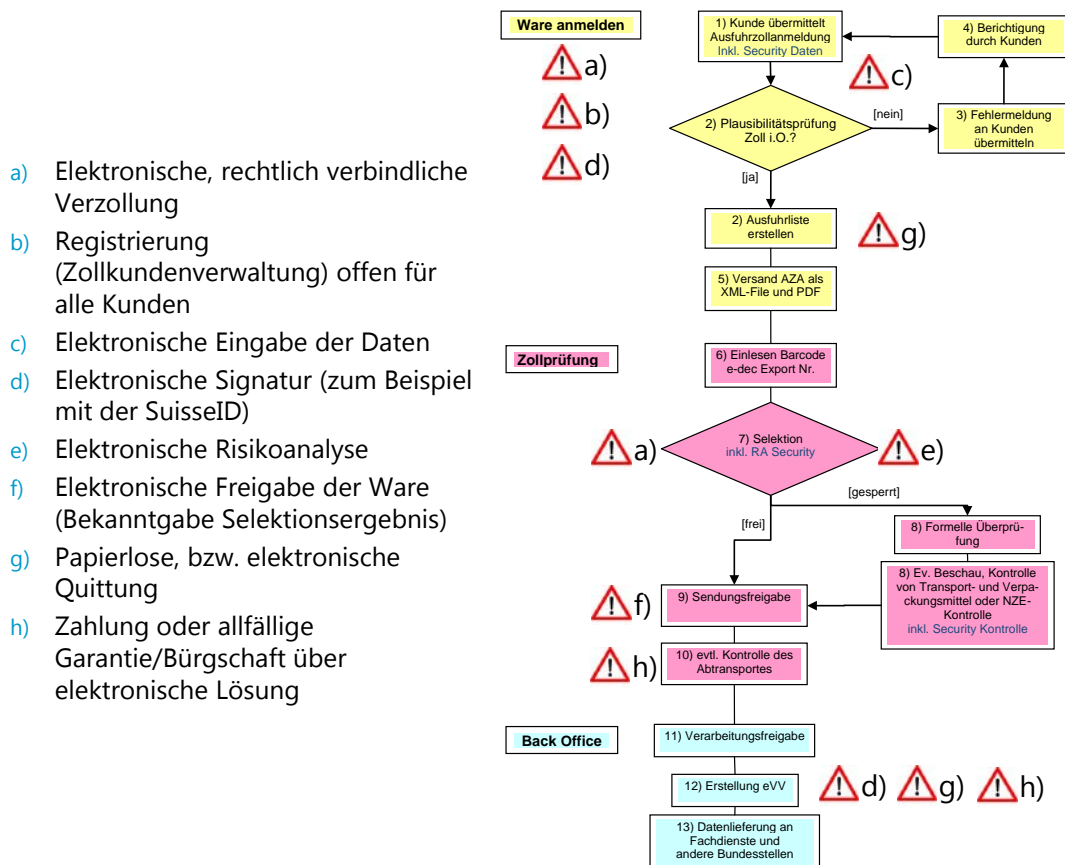 a) Elektronische, rechtlich verbindliche
Verzollung
b) Registrierung
(Zollkundenverwaltung) offen für
alle Kunden
c) Elektronische Eingabe der Daten
d) Elektronische Signatur (zum Beispiel
mit der SuisseID)
e) Elektronische Risikoanalyse
f) Elektronische Freigabe der Ware
(Bekanntgabe Selektionsergebnis)
g) Papierlose, bzw. elektronische
Quittung
h) Zahlung oder allfällige
Garantie/Bürgschaft über
elektronische Lösung
Ware anmelden
a)
b)
d)
1) Kunde übermittelt
Ausfuhrzollanmeldung
Inkl. Security Daten
4) Berichtigung
durch Kunden
c)
2) Plausibilitätsprüfung
Zoll i.O.?
[nein]
3) Fehlermeldung
an Kunden
übermitteln
[ja]
2) Ausfuhrliste
erstellen
g)
5) Versand AZA als
XML-File und PDF
Zollprüfung
6) Einlesen Barcode
e-dec Export Nr.
a)
7) Selektion
inkl. RA Security
e)
[gesperrt]
[frei]
8) Formelle Überprü-
fung
8) Ev. Beschau, Kontrolle
von Transport- und Verpa-
ckungsmittel oder NZE-
Kontrolle
inkl. Security Kontrolle
f)
9) Sendungsfreigabe
h)
10) evtl. Kontrolle des
Abtransportes
Back Office
11) Verarbeitungsfreigabe
12) Erstellung eVV
d)
g)
h)
13) Datenlieferung an
Fachdienste und
andere Bundesstellen